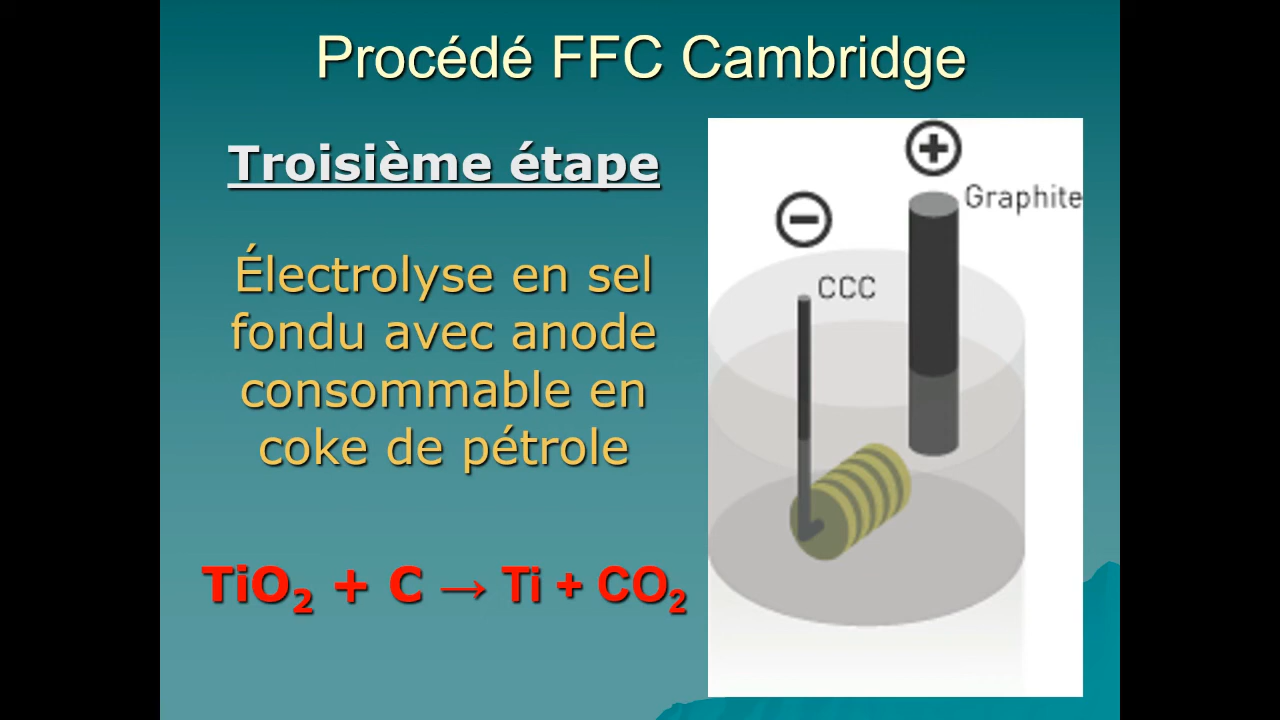 Procédé FFC Cambridge
Troisième étape
Électrolyse en sel
fondu avec anode
consommable en
coke de pétrole
TiO₂ + C → Ti + CO₂
+
Graphite
−
CCC